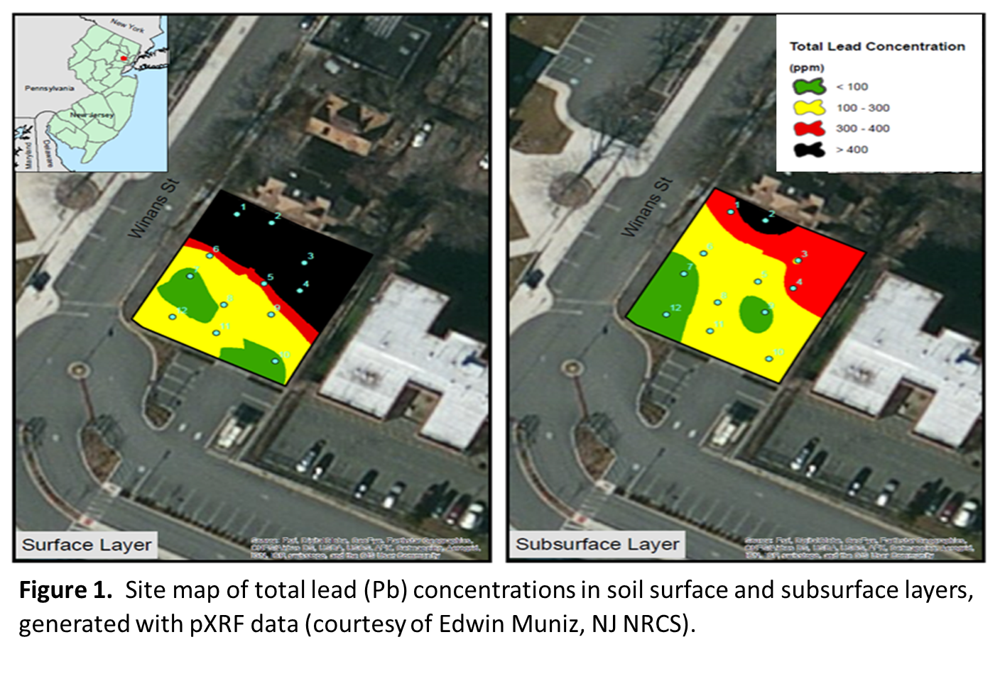 New York
Pennsylvania
New Jersey
Maryland
Delaware
Winans St
1
2
3
4
5
6
7
8
9
10
11
12
Surface Layer
Total Lead Concentration
(ppm)
< 100
100 - 300
300 - 400
> 400
Winans St
1
2
3
4
5
6
7
8
9
10
11
12
Subsurface Layer
Figure 1. Site map of total lead (Pb) concentrations in soil surface and subsurface layers,
generated with pXRF data (courtesy of Edwin Muniz, NJ NRCS).